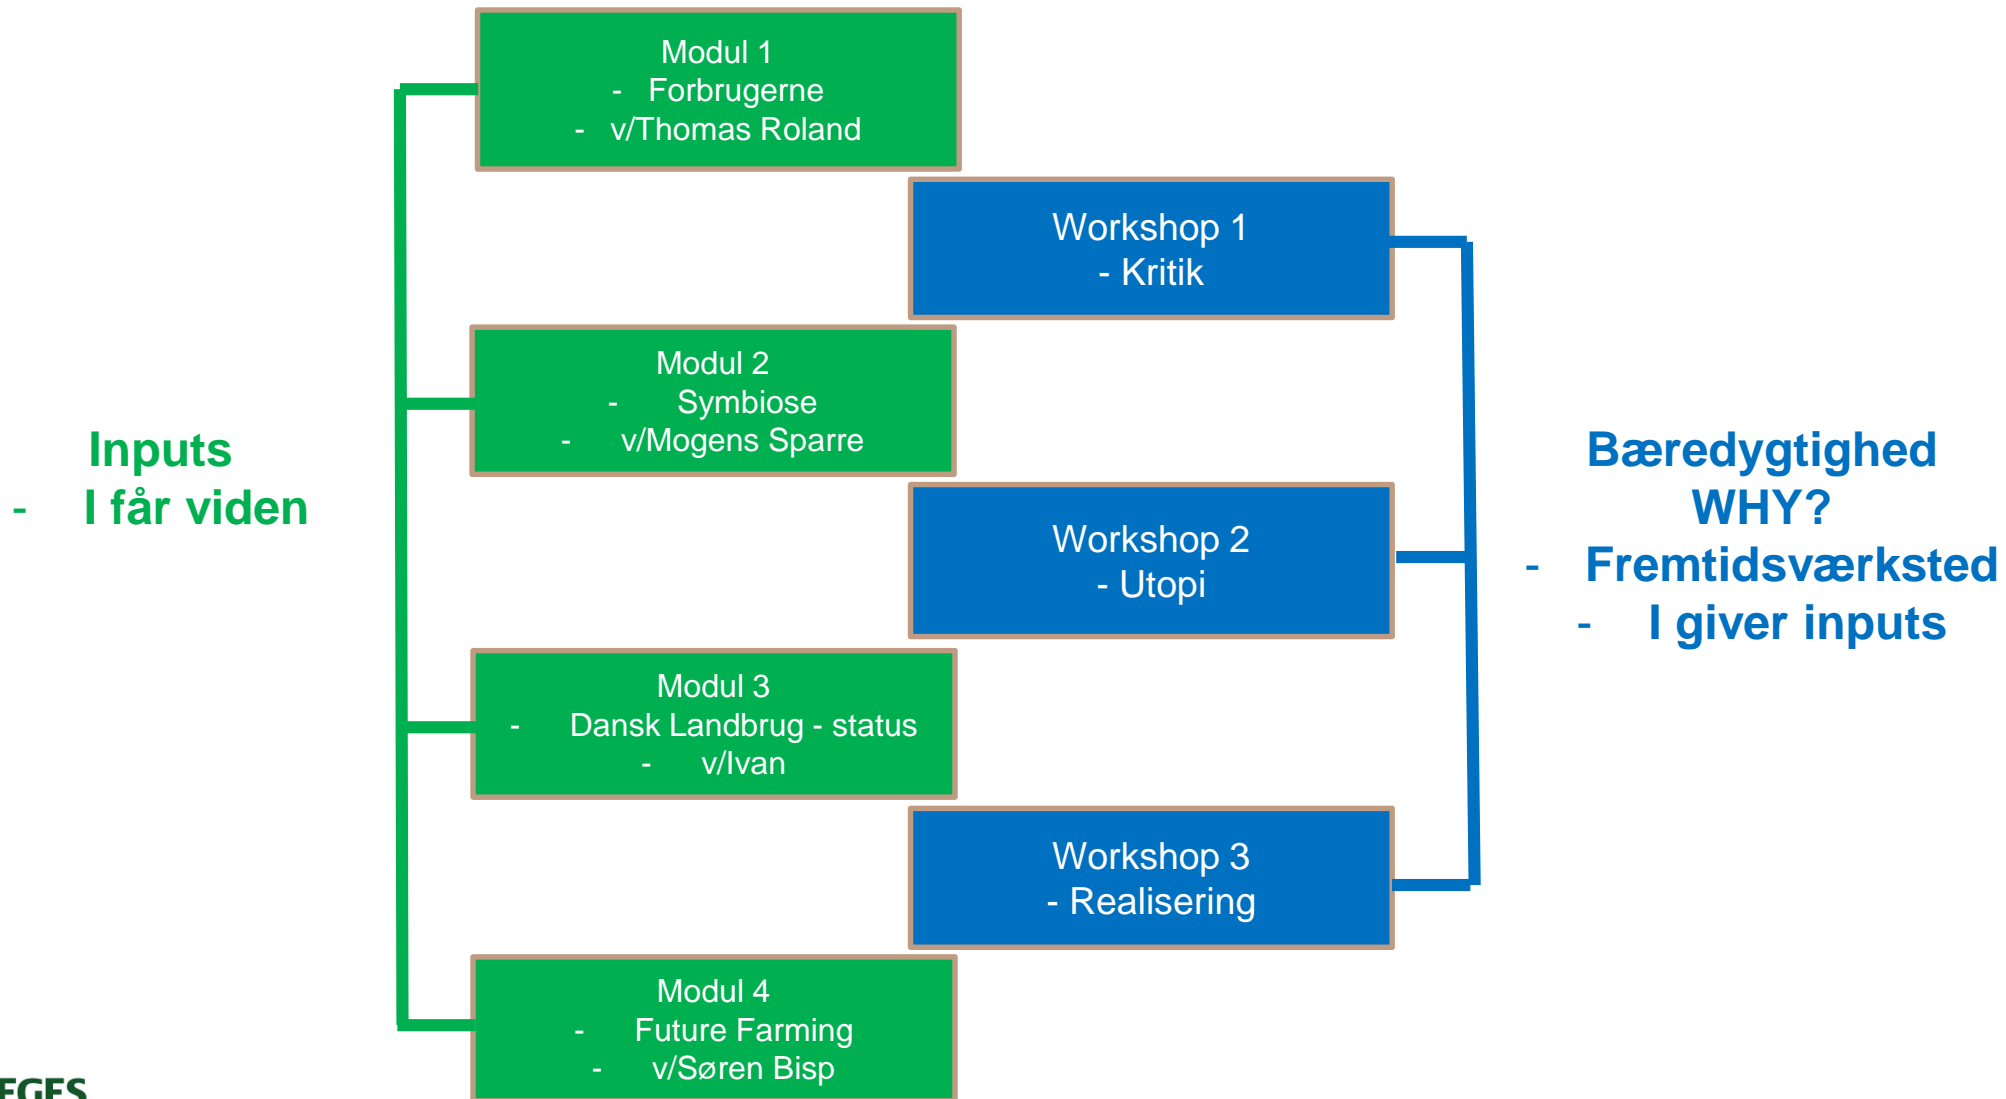 Modul 1
- Forbrugerne
- v/Thomas Roland
Workshop 1
- Kritik
Modul 2
- Symbiose
- v/Mogens Sparre
Inputs
- I får viden
Workshop 2
- Utopi
Bæredygtighed
WHY?
- Fremtidsværksted
- I giver inputs
Modul 3
- Dansk Landbrug - status
- v/Ivan
Workshop 3
- Realisering
Modul 4
- Future Farming
- v/Søren Bisp